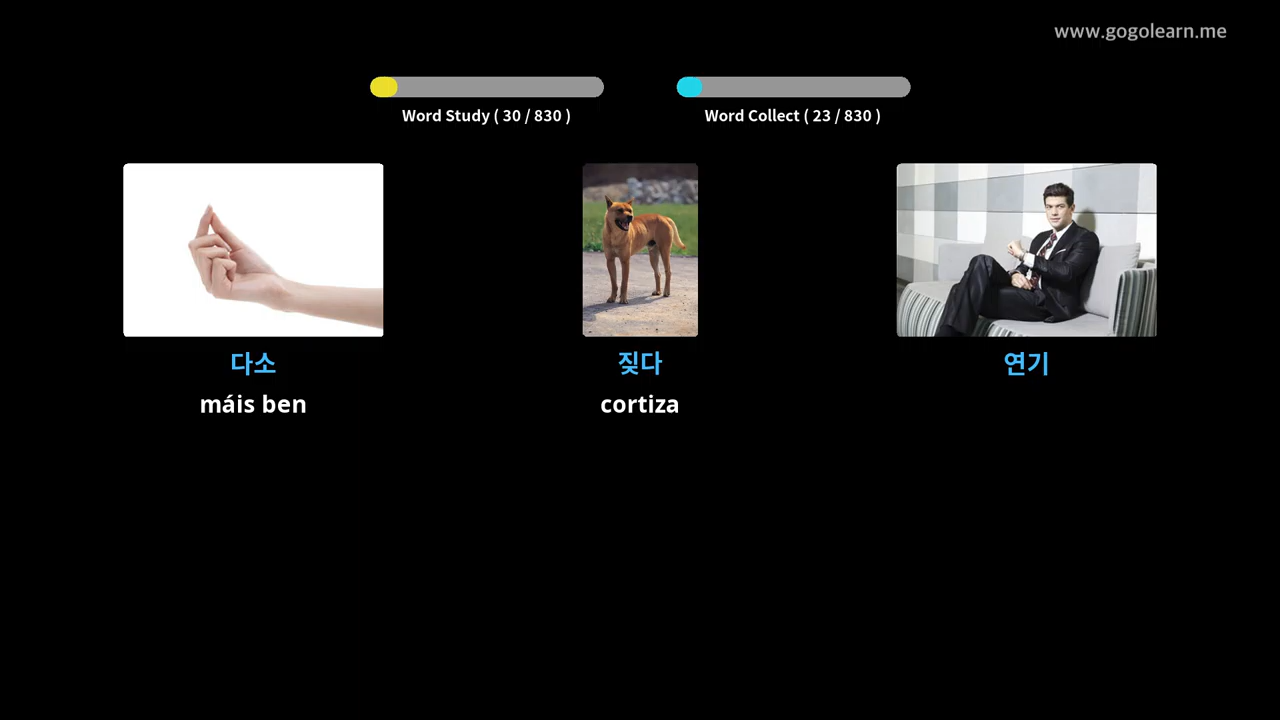 www.gogolearn.me
Word Study ( 30 / 830 )
Word Collect ( 23 / 830 )
다소
짖다
연기
máis ben
cortiza